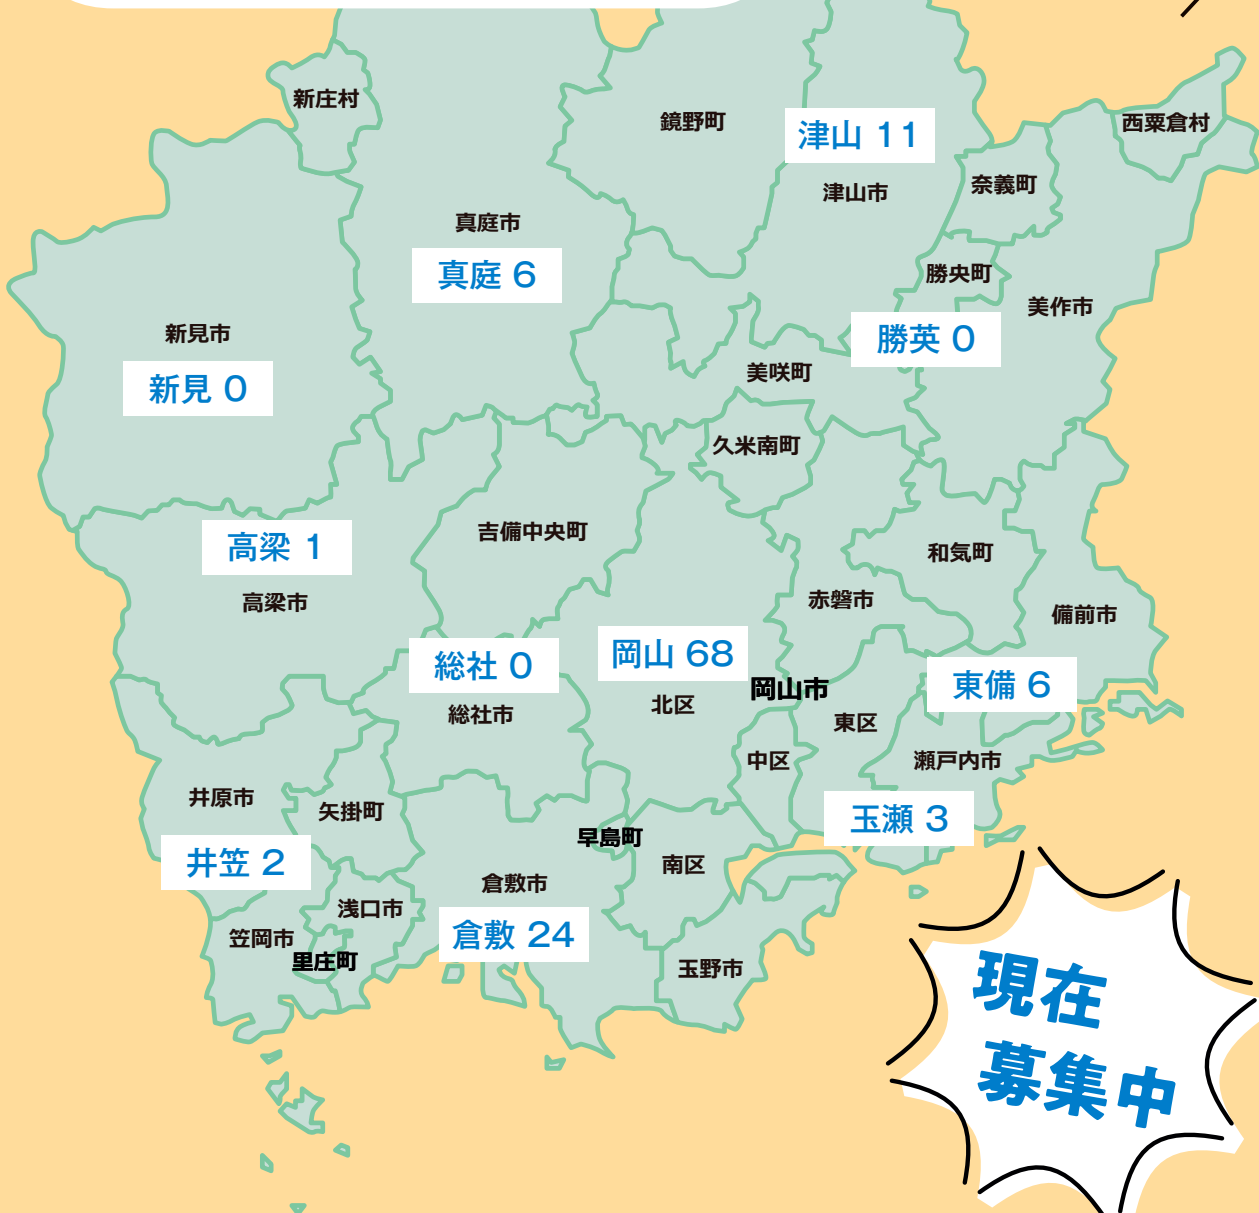 新庄村
鏡野町
津山 11
西粟倉村
奈義町
津山市
真庭市
真庭 6
勝央町
美作市
新見市
新見 0
勝英 0
美咲町
久米南町
吉備中央町
高梁 1
和気町
高梁市
赤磐市
備前市
総社 0
岡山 68
岡山市
東備 6
総社市
北区
東区
中区
瀬戸内市
井原市
矢掛町
玉瀬 3
早島町
井笠 2
南区
倉敷市
浅口市
倉敷 24
笠岡市
里庄町
玉野市
現在
募集中